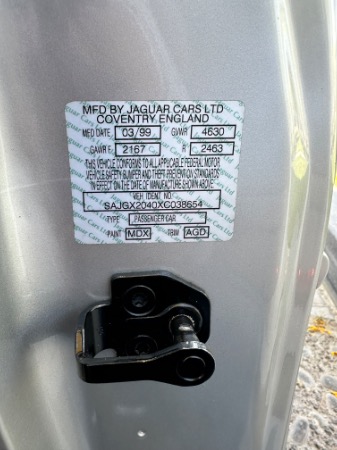 MFD BY JAGUAR CARS LTD
COVENTRY ENGLAND
MFD DATE 03/99 GVWR 4630
GAWR F 2167 R 2463
THIS VEHICLE CONFORMS TO ALL APPLICABLE FEDERAL MOTOR
VEHICLE SAFETY BUMPER AND THEFT PREVENTION STANDARDS
IN EFFECT ON THE DATE OF MANUFACTURE SHOWN ABOVE
VEH IDENT NO.
SAJGX2040XC038654
TYPE PASSENGER CAR
PAINT MDX TRIM AGD